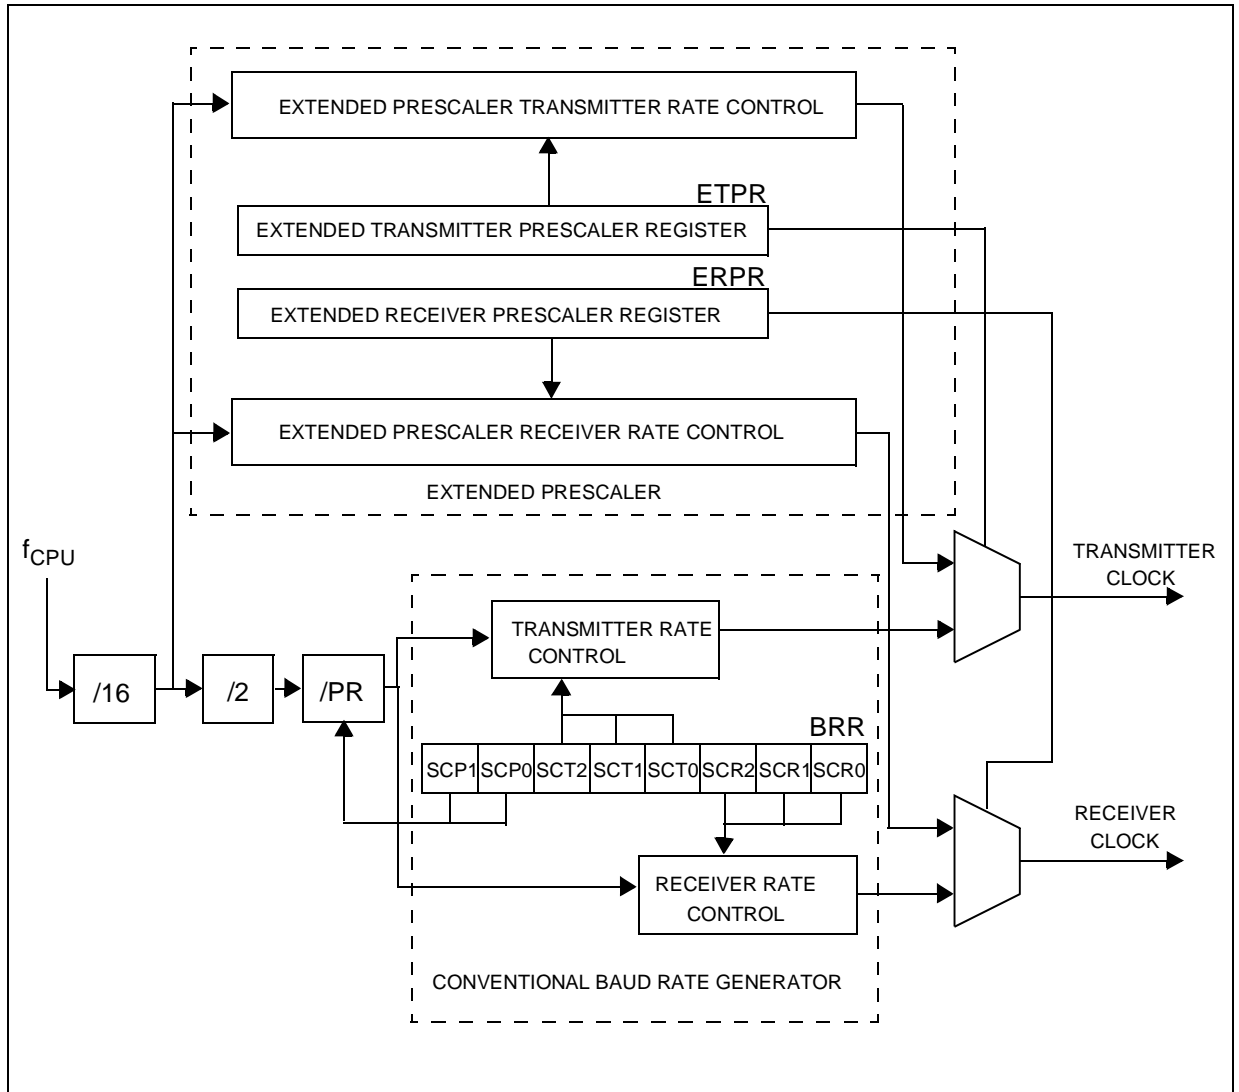 EXTENDED PRESCALER TRANSMITTER RATE CONTROL
ETPR
EXTENDED TRANSMITTER PRESCALER REGISTER
ERPR
EXTENDED RECEIVER PRESCALER REGISTER
EXTENDED PRESCALER RECEIVER RATE CONTROL
EXTENDED PRESCALER
fCPU
TRANSMITTER
CLOCK
TRANSMITTER RATE
CONTROL
/16
/2
/PR
BRR
SCP1 SCP0 SCT2 SCT1 SCT0 SCR2 SCR1 SCR0
RECEIVER
CLOCK
RECEIVER RATE
CONTROL
CONVENTIONAL BAUD RATE GENERATOR